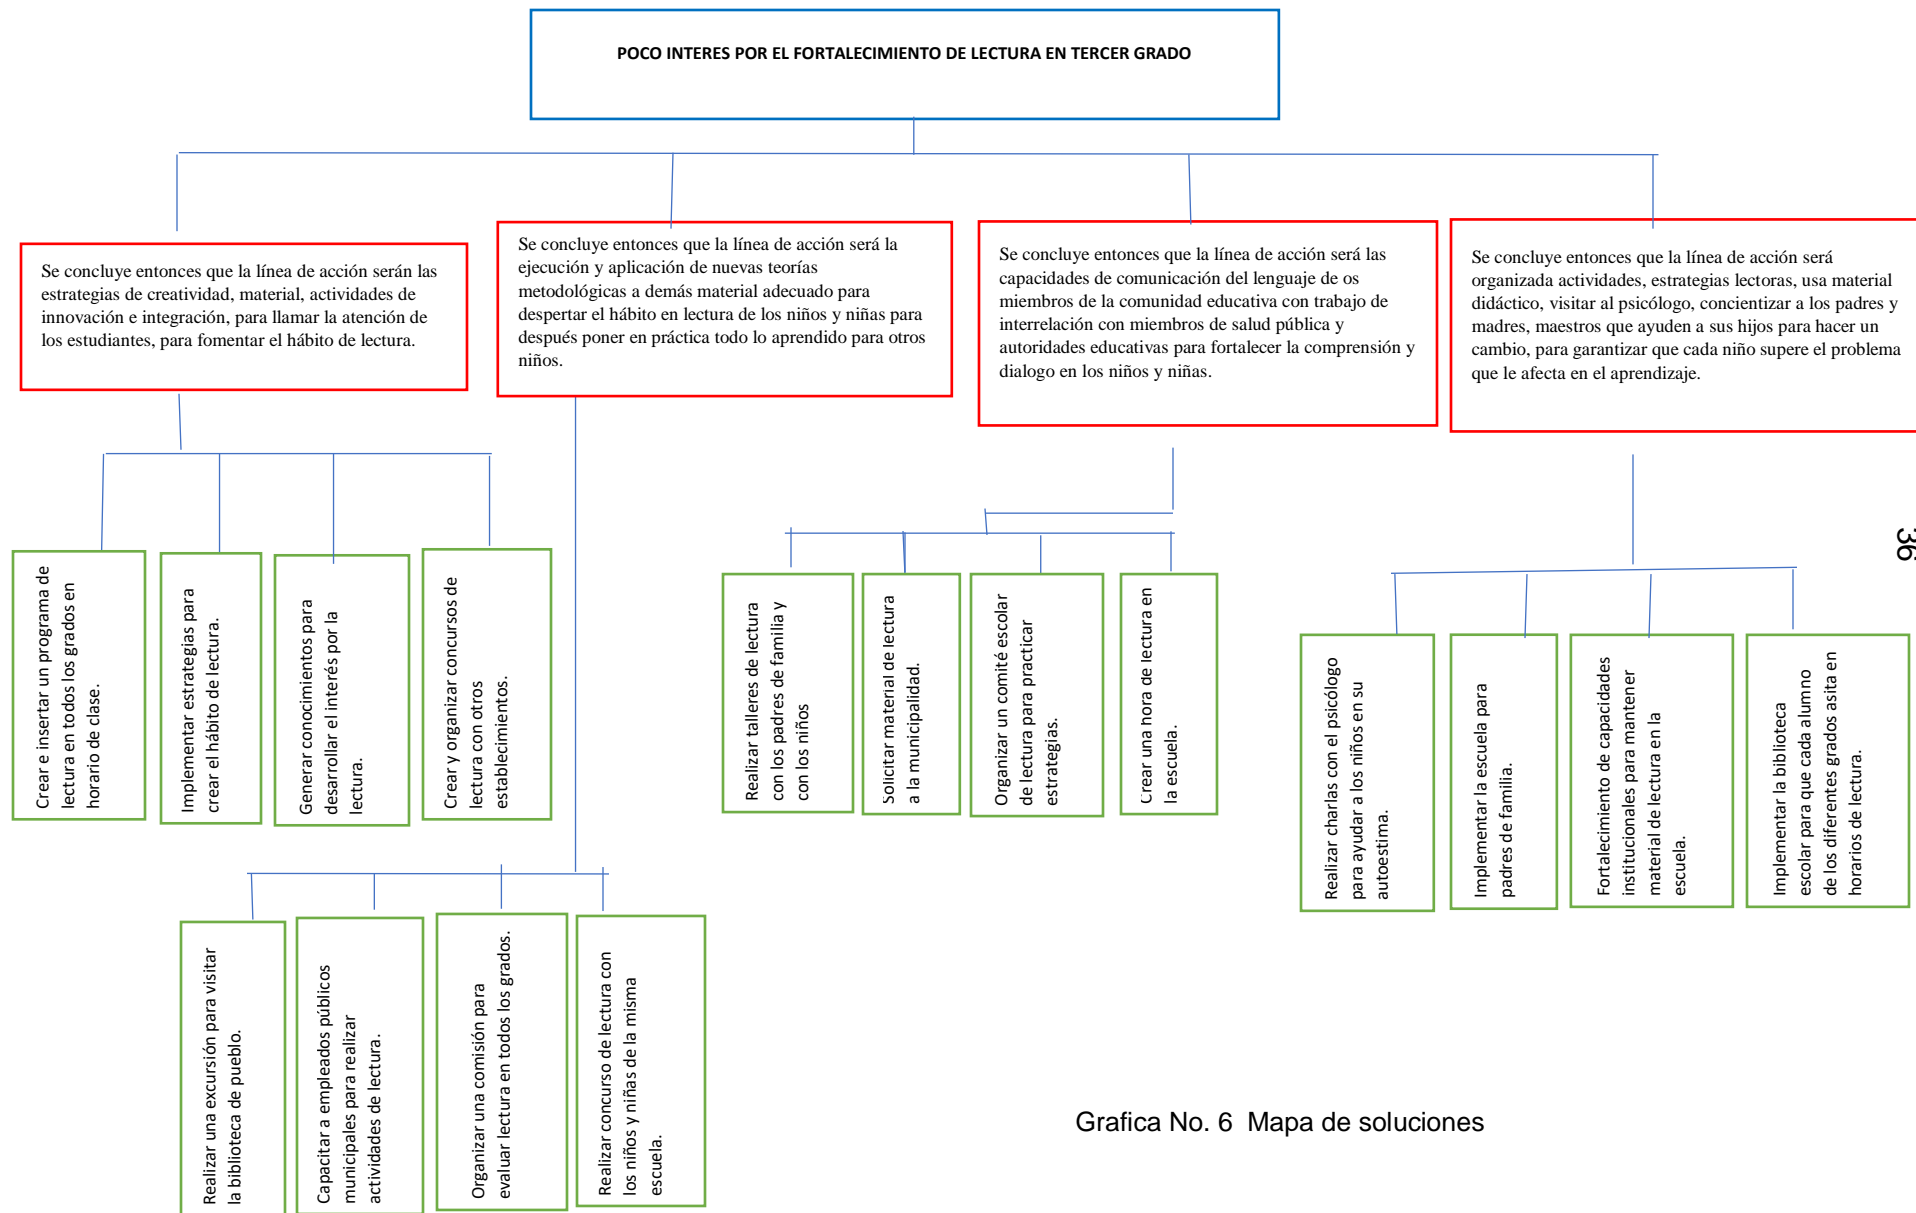 POCO INTERES POR EL FORTALECIMIENTO DE LECTURA EN TERCER GRADO
Se concluye entonces que la línea de acción serán las
estrategias de creatividad, material, actividades de
innovación e integración, para llamar la atención de
los estudiantes, para fomentar el hábito de lectura.
Se concluye entonces que la línea de acción será la
ejecución y aplicación de nuevas teorías
metodológicas a demás material adecuado para
despertar el hábito en lectura de los niños y niñas para
después poner en práctica todo lo aprendido para otros
niños.
Se concluye entonces que la línea de acción será las
capacidades de comunicación del lenguaje de os
miembros de la comunidad educativa con trabajo de
interrelación con miembros de salud pública y
autoridades educativas para fortalecer la comprensión y
dialogo en los niños y niñas.
Se concluye entonces que la línea de acción será
organizada actividades, estrategias lectoras, usa material
didáctico, visitar al psicólogo, concientizar a los padres y
madres, maestros que ayuden a sus hijos para hacer un
cambio, para garantizar que cada niño supere el problema
que le afecta en el aprendizaje.
Crear e insertar un programa de
lectura en todos los grados en
horario de clase.
Implementar estrategias para
crear el hábito de lectura.
Generar conocimientos para
desarrollar el interés por la
lectura.
Crear y organizar concursos de
lectura con otros
establecimientos.
Realizar talleres de lectura
con los padres de familia y
con los niños
Solicitar material de lectura
a la municipalidad.
Organizar un comité escolar
de lectura para practicar
estrategias.
Crear una hora de lectura en
la escuela.
Realizar charlas con el psicólogo
para ayudar a los niños en su
autoestima.
Implementar la escuela para
padres de familia.
Fortalecimiento de capacidades
institucionales para mantener
material de lectura en la
escuela.
Implementar la biblioteca
escolar para que cada alumno
de los diferentes grados asita en
horarios de lectura.
36
Realizar una excursión para visitar
la biblioteca de pueblo.
Capacitar a empleados públicos
municipales para realizar
actividades de lectura.
Organizar una comisión para
evaluar lectura en todos los grados.
Realizar concurso de lectura con
los niños y niñas de la misma
escuela.
Grafica No. 6 Mapa de soluciones